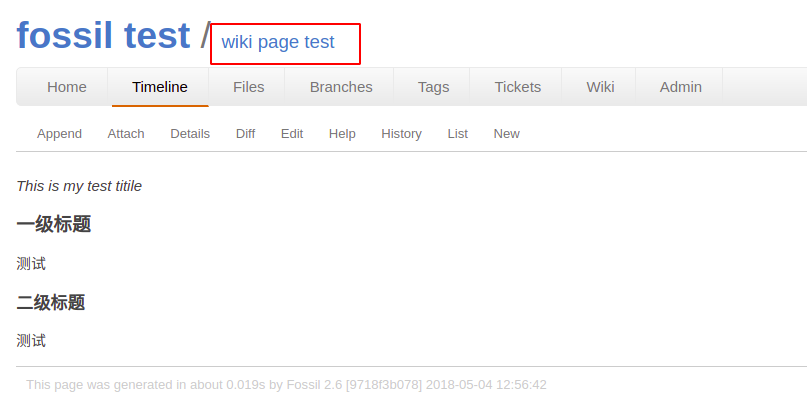 fossil test / wiki page test
Home Timeline Files Branches Tags Tickets Wiki Admin
Append Attach Details Diff Edit Help History List New
This is my test titile
一级标题
测试
二级标题
测试
This page was generated in about 0.019s by Fossil 2.6 [9718f3b078] 2018-05-04 12:56:42